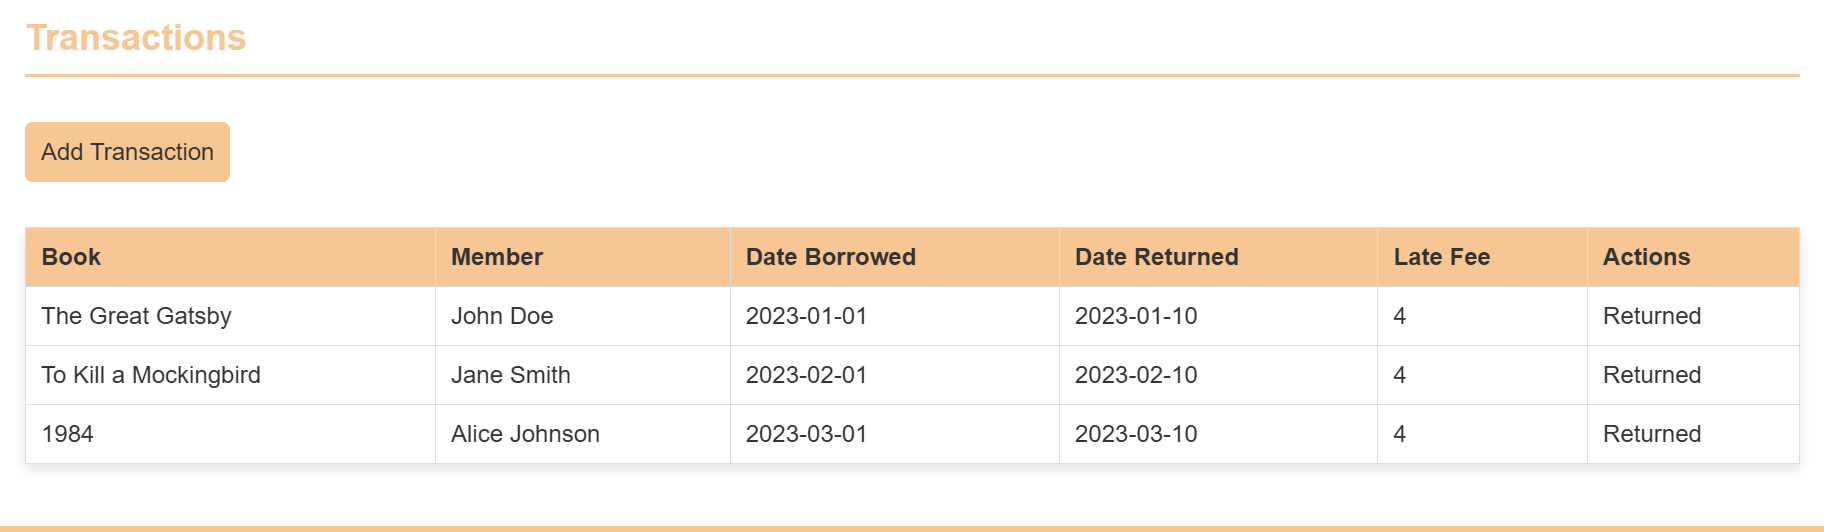 Transactions
Add Transaction
Book Member Date Borrowed Date Returned Late Fee Actions
The Great Gatsby John Doe 2023-01-01 2023-01-10 4 Returned
To Kill a Mockingbird Jane Smith 2023-02-01 2023-02-10 4 Returned
1984 Alice Johnson 2023-03-01 2023-03-10 4 Returned